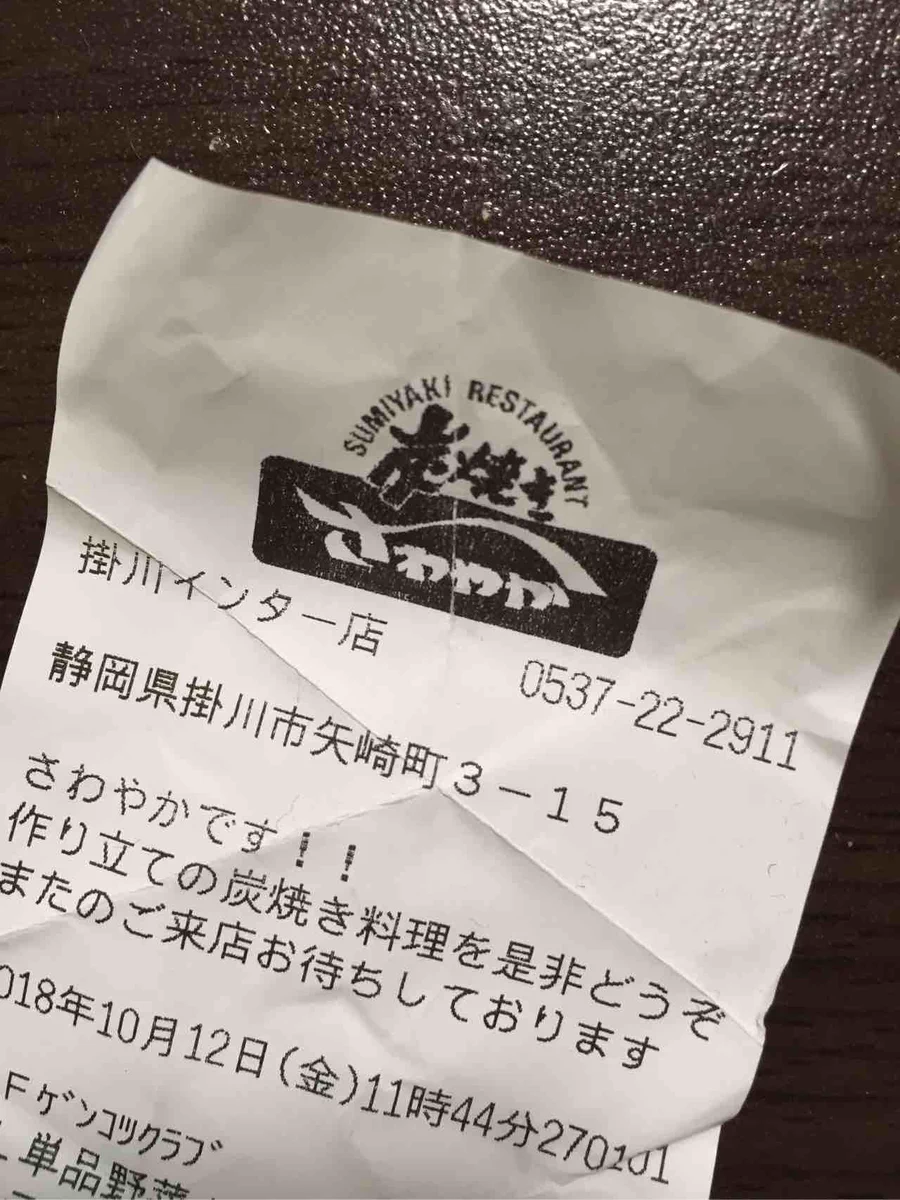 SUMIYAKI RESTAURANT
炭焼き
さわやか
掛川インター店
0537-22-2911
静岡県掛川市矢崎町3-15
さわやかです!!
作り立ての炭焼き料理を是非どうぞ
またのご来店お待ちしております
018年10月12日(金)11時44分270101
Fゲンコツクラブ
単品野菜